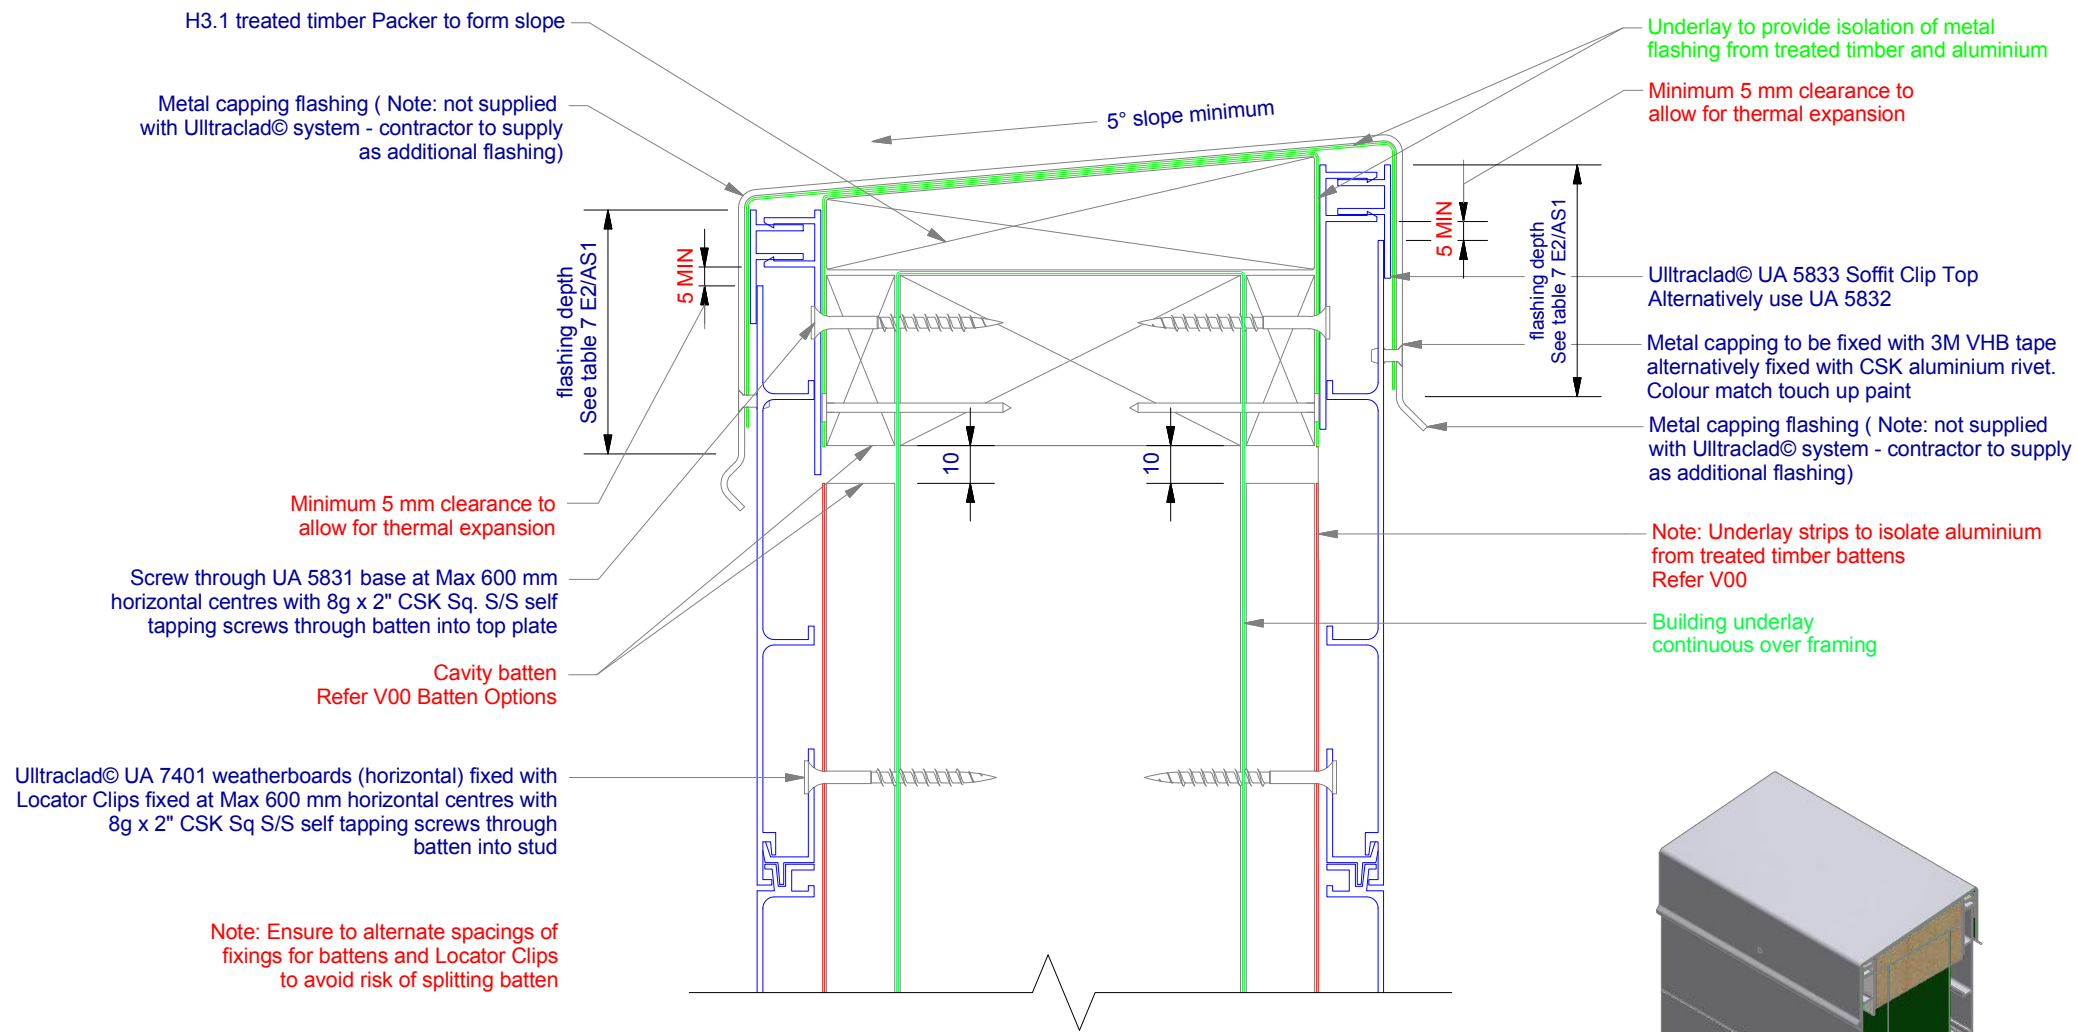 H3.1 treated timber Packer to form slope
Metal capping flashing ( Note: not supplied
with Ulltraclad© system - contractor to supply
as additional flashing)
5° slope minimum
flashing depth
See table 7 E2/AS1
5 MIN
Minimum 5 mm clearance to
allow for thermal expansion
Screw through UA 5831 base at Max 600 mm
horizontal centres with 8g x 2" CSK Sq. S/S self
tapping screws through batten into top plate
Cavity batten
Refer V00 Batten Options
Ulltraclad© UA 7401 weatherboards (horizontal) fixed with
Locator Clips fixed at Max 600 mm horizontal centres with
8g x 2" CSK Sq S/S self tapping screws through
batten into stud
Note: Ensure to alternate spacings of
fixings for battens and Locator Clips
to avoid risk of splitting batten
10
10
Underlay to provide isolation of metal
flashing from treated timber and aluminium
Minimum 5 mm clearance to
allow for thermal expansion
5 MIN
flashing depth
See table 7 E2/AS1
Ulltraclad© UA 5833 Soffit Clip Top
Alternatively use UA 5832
Metal capping to be fixed with 3M VHB tape
alternatively fixed with CSK aluminium rivet.
Colour match touch up paint
Metal capping flashing ( Note: not supplied
with Ulltraclad© system - contractor to supply
as additional flashing)
Note: Underlay strips to isolate aluminium
from treated timber battens
Refer V00
Building underlay
continuous over framing